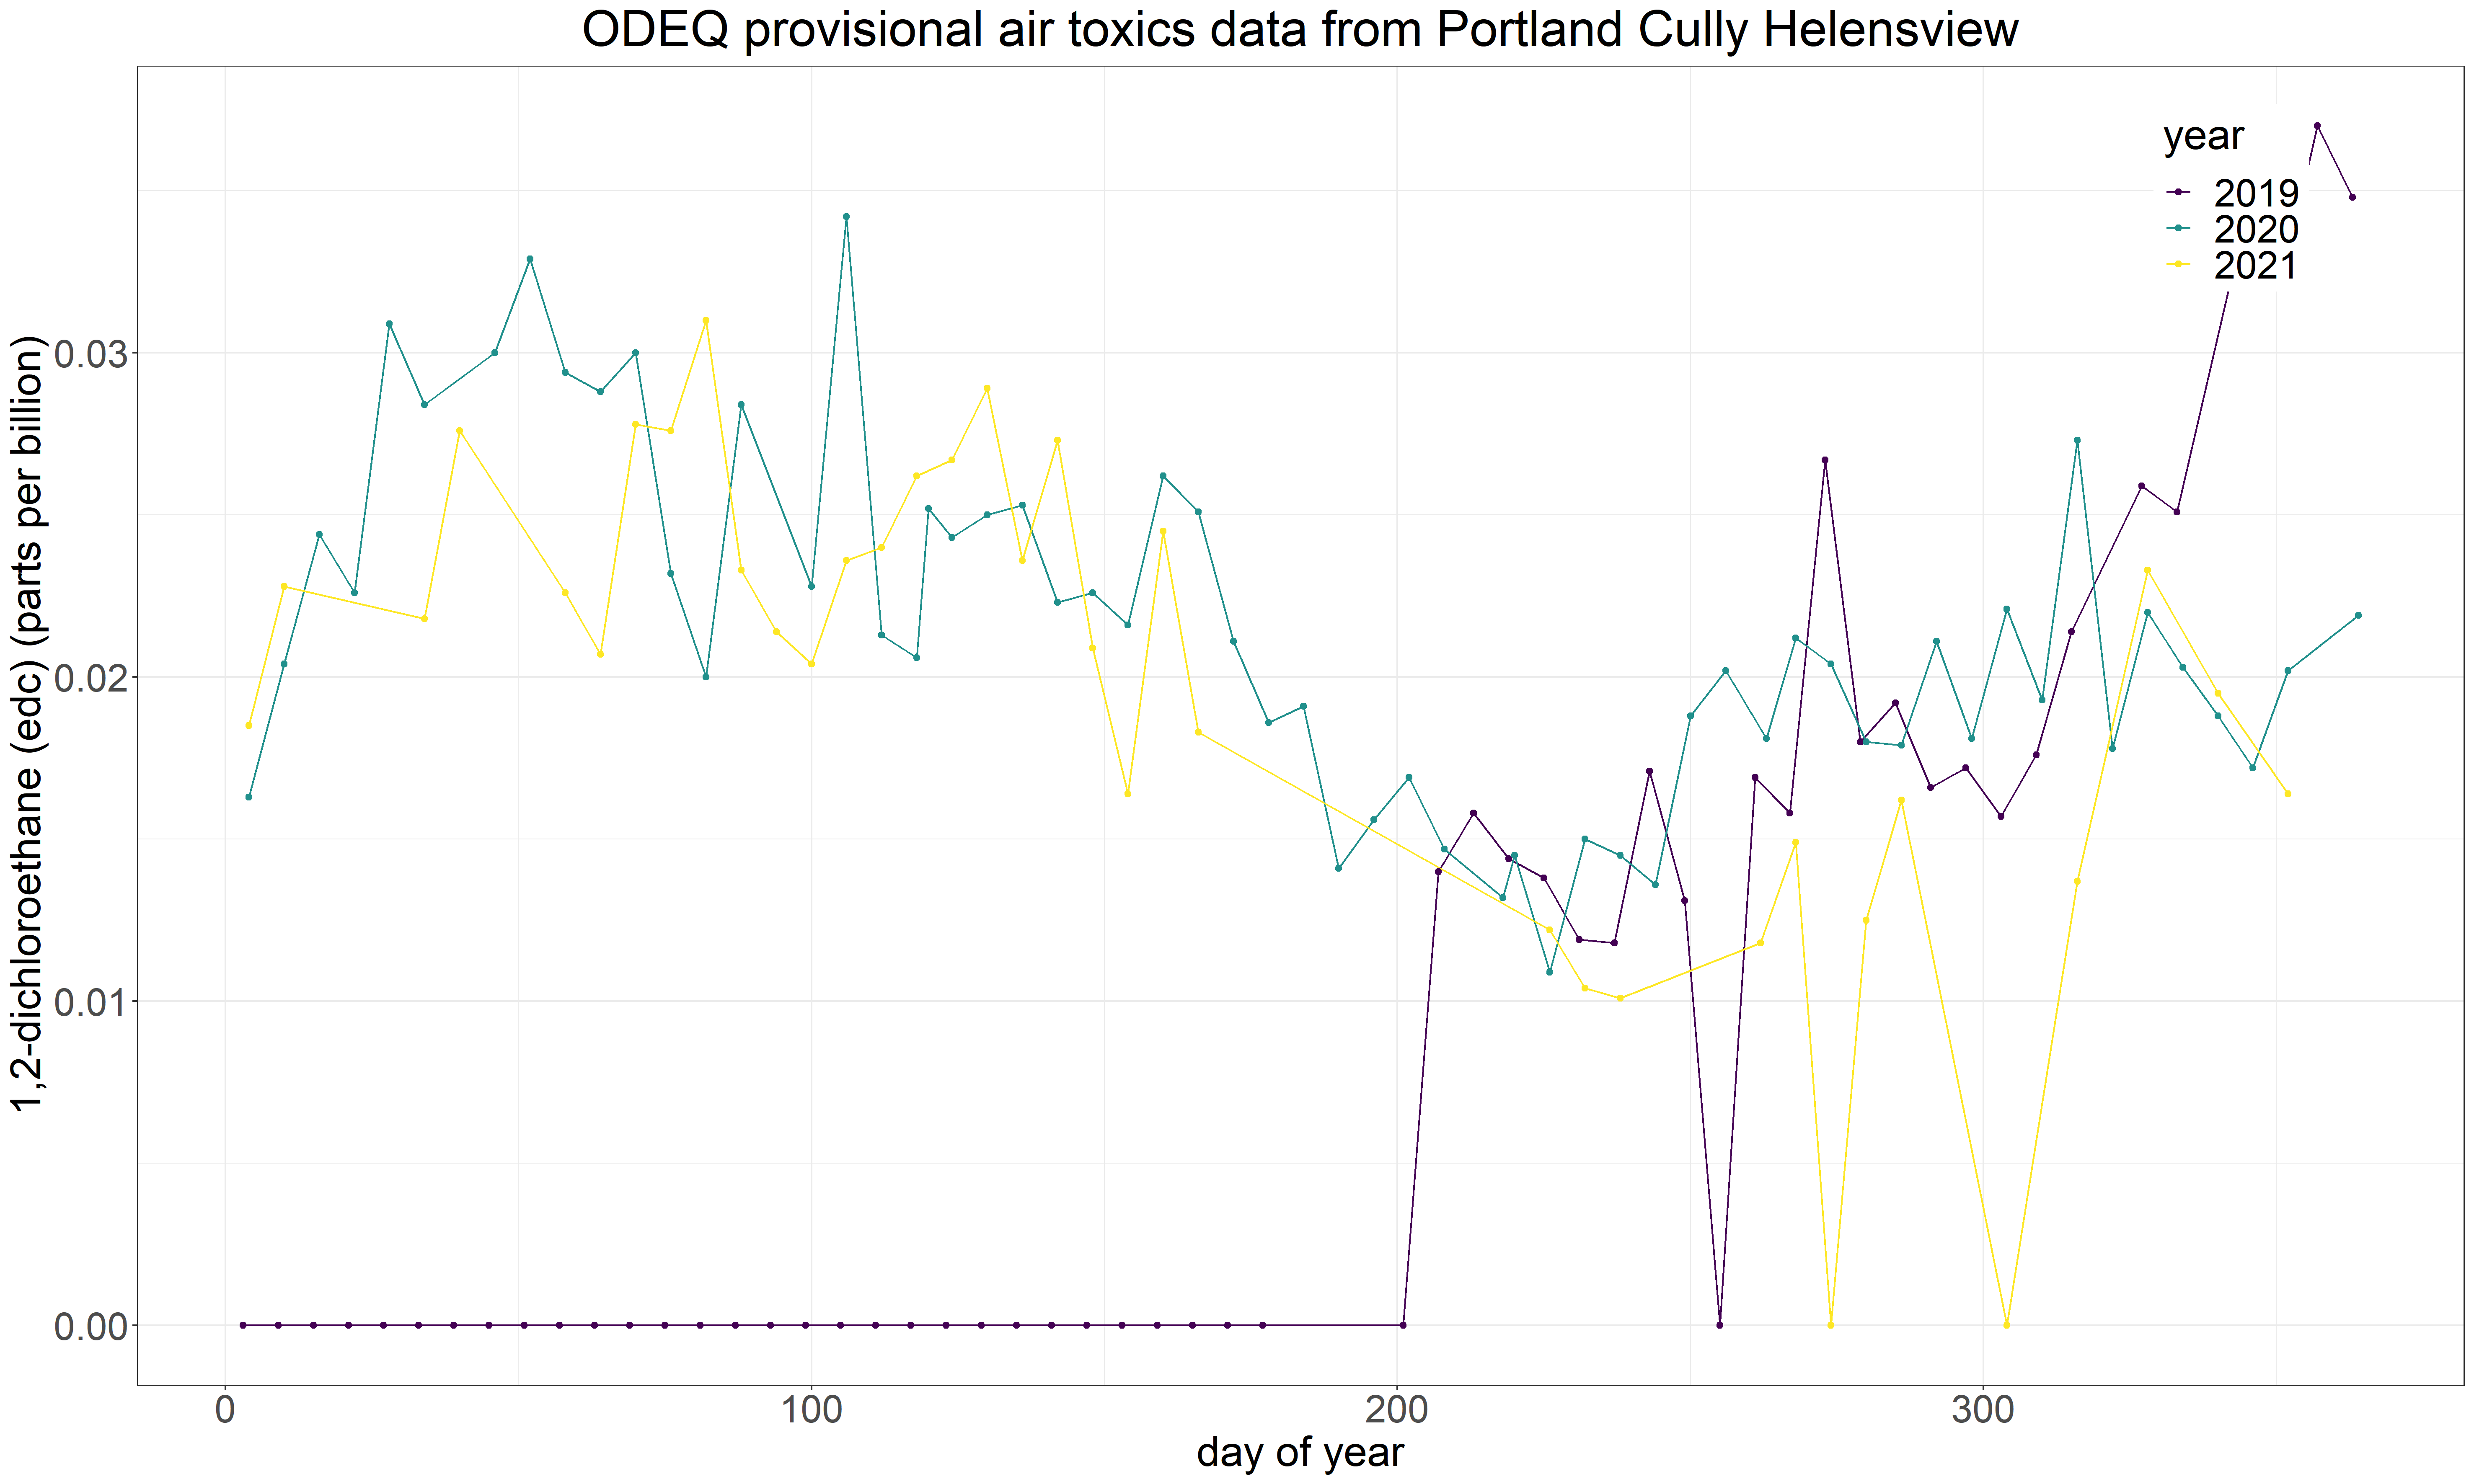 ODEQ provisional air toxics data from Portland Cully Helensview
1,2-dichloroethane (edc) (parts per billion)
0.03
0.02
0.01
0.00
year
2019
2020
2021
0 100 200 300
day of year